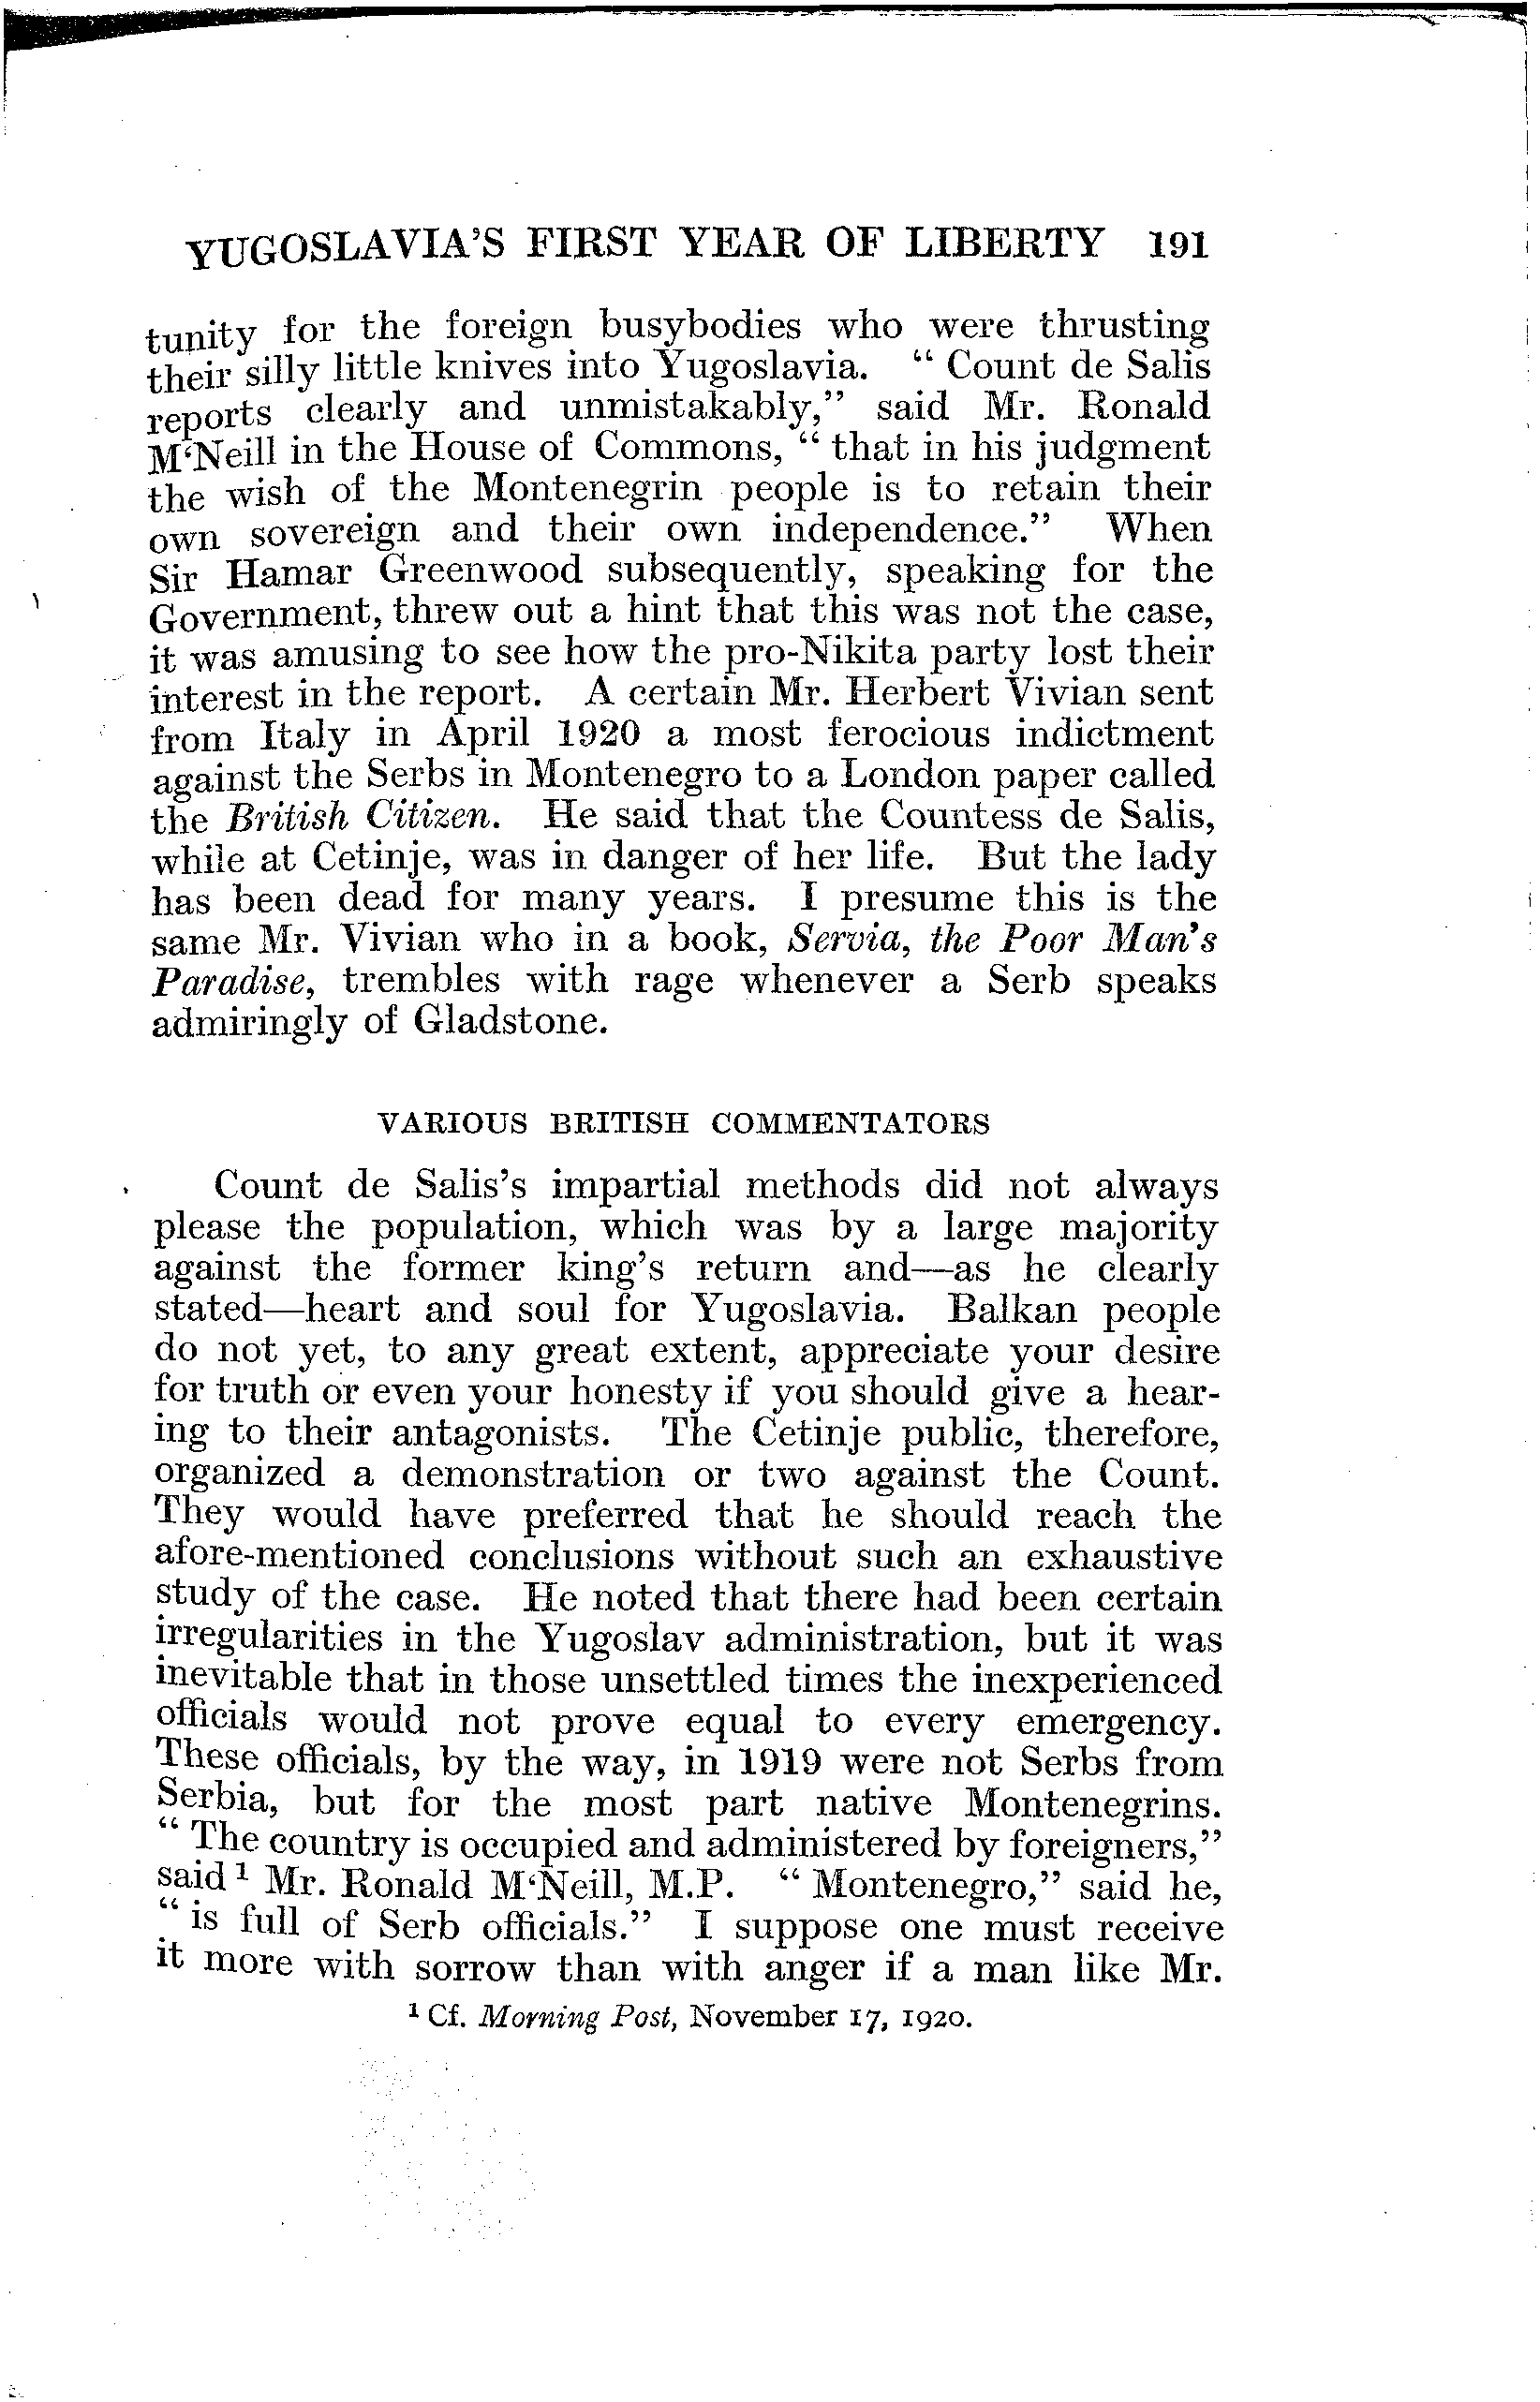 YUGOSLAVIA'S FIRST YEAR OF LIBERTY 191
tunity for the foreign busybodies who were thrusting
their silly little knives into Yugoslavia. “ Count de Salis
reports clearly and unmistakably,” said Mr. Ronald
M‘Neill in the House of Commons, “ that in his judgment
the wish of the Montenegrin people is to retain their
own sovereign and their own independence.” When
Sir Hamar Greenwood subsequently, speaking for the
Government, threw out a hint that this was not the case,
it was amusing to see how the pro-Nikita party lost their
interest in the report. A certain Mr. Herbert Vivian sent
from Italy in April 1920 a most ferocious indictment
against the Serbs in Montenegro to a London paper called
the British Citizen. He said that the Countess de Salis,
while at Cetinje, was in danger of her life. But the lady
has been dead for many years. I presume this is the
same Mr. Vivian who in a book, Servia, the Poor Man's
Paradise, trembles with rage whenever a Serb speaks
admiringly of Gladstone.
VARIOUS BRITISH COMMENTATORS
Count de Salis's impartial methods did not always
please the population, which was by a large majority
against the former king's return and—as he clearly
stated—heart and soul for Yugoslavia. Balkan people
do not yet, to any great extent, appreciate your desire
for truth or even your honesty if you should give a hear-
ing to their antagonists. The Cetinje public, therefore,
organized a demonstration or two against the Count.
They would have preferred that he should reach the
afore-mentioned conclusions without such an exhaustive
study of the case. He noted that there had been certain
irregularities in the Yugoslav administration, but it was
inevitable that in those unsettled times the inexperienced
officials would not prove equal to every emergency.
These officials, by the way, in 1919 were not Serbs from
Serbia, but for the most part native Montenegrins.
“ The country is occupied and administered by foreigners,”
said ¹ Mr. Ronald M‘Neill, M.P. “ Montenegro,” said he,
“ is full of Serb officials.” I suppose one must receive
it more with sorrow than with anger if a man like Mr.
¹ Cf. Morning Post, November 17, 1920.